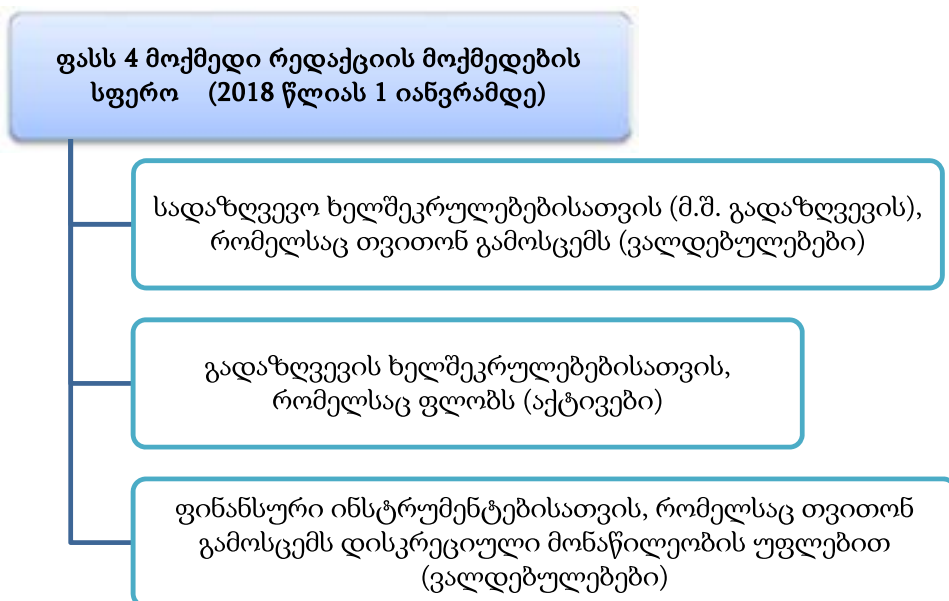 ფასს 4 მოქმედი რედაქციის მოქმედების
სფერო (2018 წლიას 1 იანვრამდე)
სადაზღვევო ხელშეკრულებებისათვის (მ.შ. გადაზღვევის),
რომელსაც თვითონ გამოსცემს (ვალდებულებები)
გადაზღვევის ხელშეკრულებებისათვის,
რომელსაც ფლობს (აქტივები)
ფინანსური ინსტრუმენტებისათვის, რომელსაც თვითონ
გამოსცემს დისკრეციული მონაწილეობის უფლებით
(ვალდებულებები)